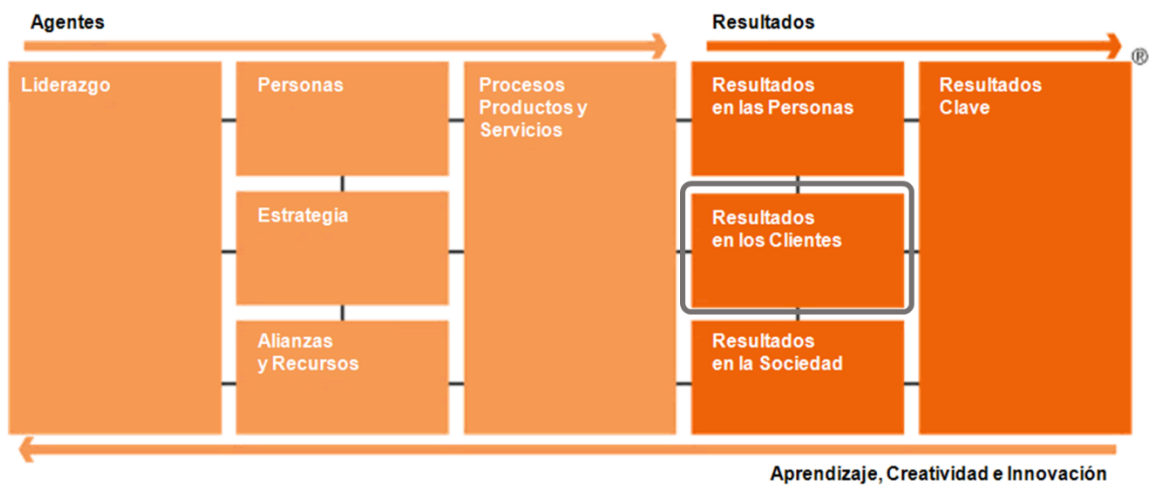 Agentes
Resultados
®
Liderazgo
Personas
Procesos
Productos y
Servicios
Resultados
en las Personas
Resultados
Clave
Estrategia
Resultados
en los Clientes
Alianzas
y Recursos
Resultados
en la Sociedad
Aprendizaje, Creatividad e Innovación